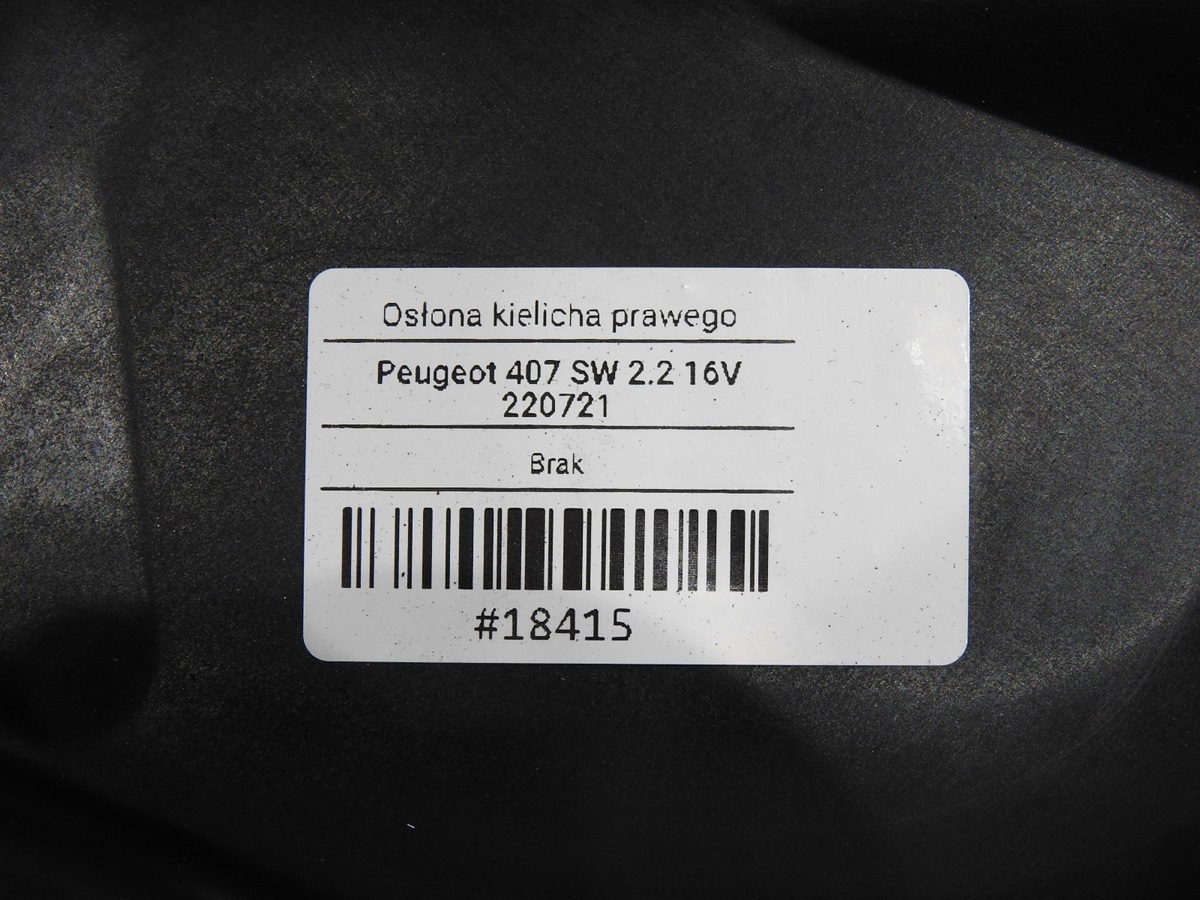 Osłona kielicha prawego
Peugeot 407 SW 2.2 16V
220721
Brak
#18415